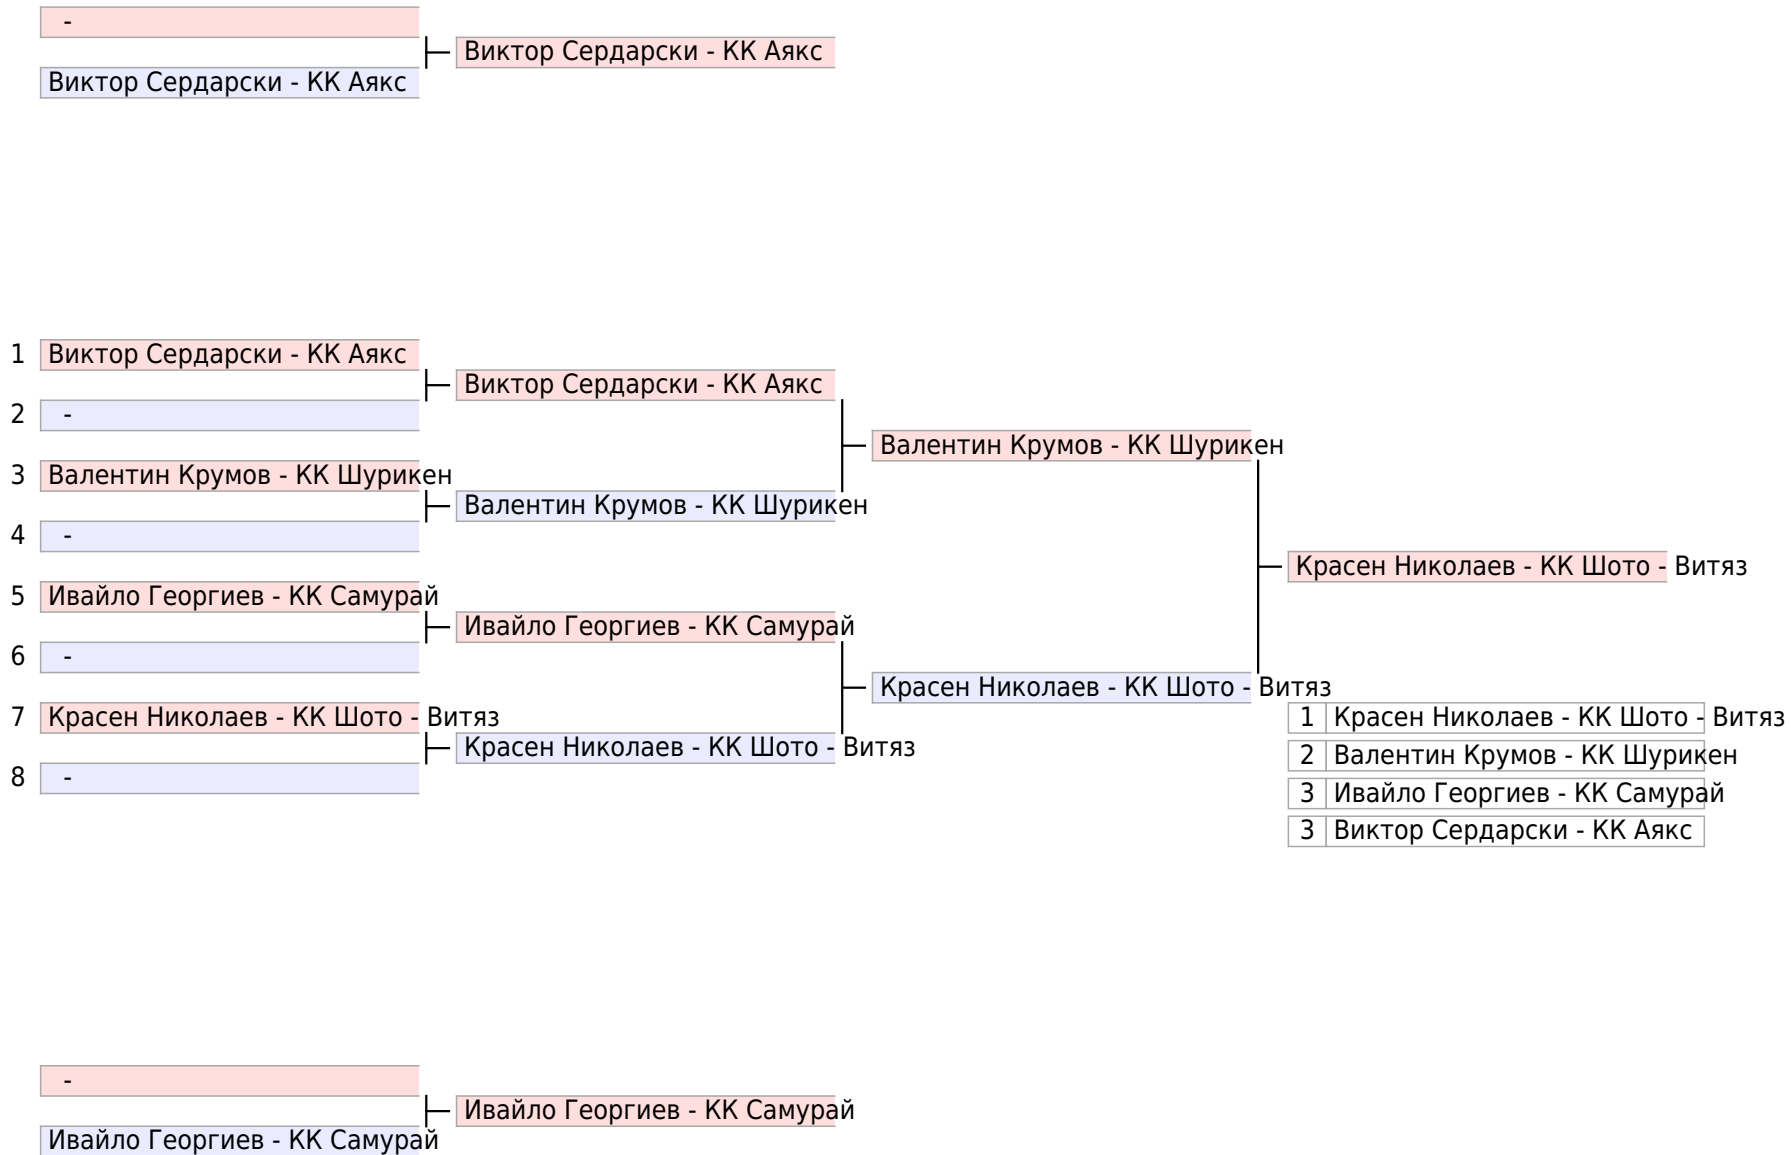 -
Виктор Сердарски - КК Аякс
Виктор Сердарски - КК Аякс
1 Виктор Сердарски - КК Аякс
Виктор Сердарски - КК Аякс
2 -
Валентин Крумов - КК Шурикен
3 Валентин Крумов - КК Шурикен
Валентин Крумов - КК Шурикен
4 -
Красен Николаев - КК Шото - Витяз
5 Ивайло Георгиев - КК Самурай
Ивайло Георгиев - КК Самурай
6 -
Красен Николаев - КК Шото - Витяз
7 Красен Николаев - КК Шото - Витяз
Красен Николаев - КК Шото - Витяз
8 -
1 Красен Николаев - КК Шото - Витяз
2 Валентин Крумов - КК Шурикен
3 Ивайло Георгиев - КК Самурай
3 Виктор Сердарски - КК Аякс
-
Ивайло Георгиев - КК Самурай
Ивайло Георгиев - КК Самурай